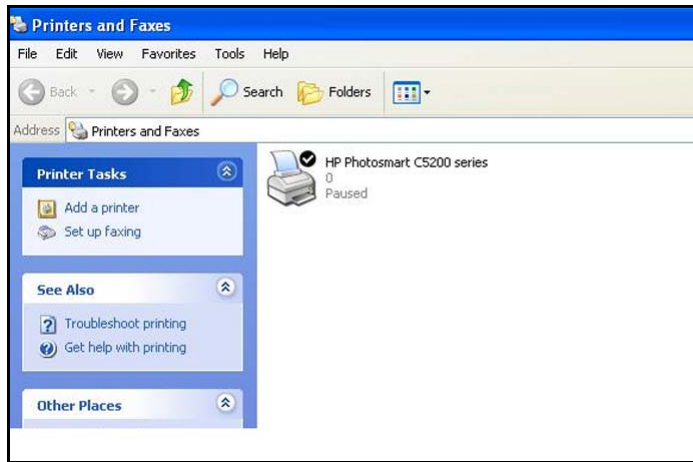 Printers and Faxes
File Edit View Favorites Tools Help
Back Search Folders
Address Printers and Faxes
Printer Tasks
Add a printer
Set up faxing
See Also
Troubleshoot printing
Get help with printing
Other Places
HP Photosmart C5200 series
0
Paused